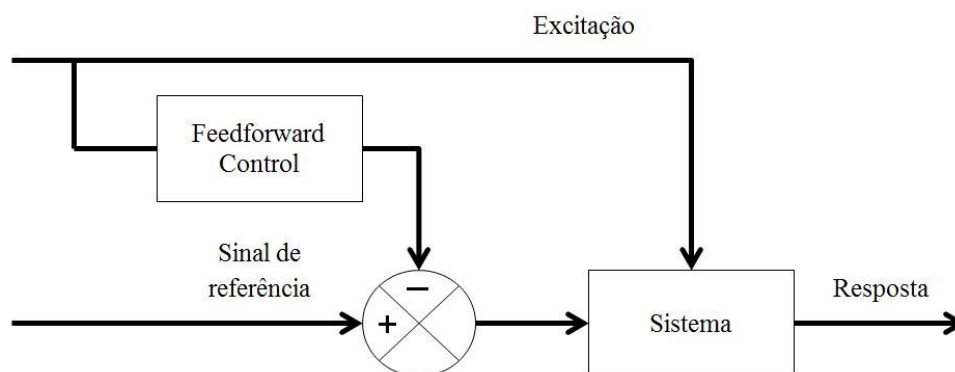 Excitação
Feedforward
Control
Sinal de
referência
−
+
Sistema
Resposta